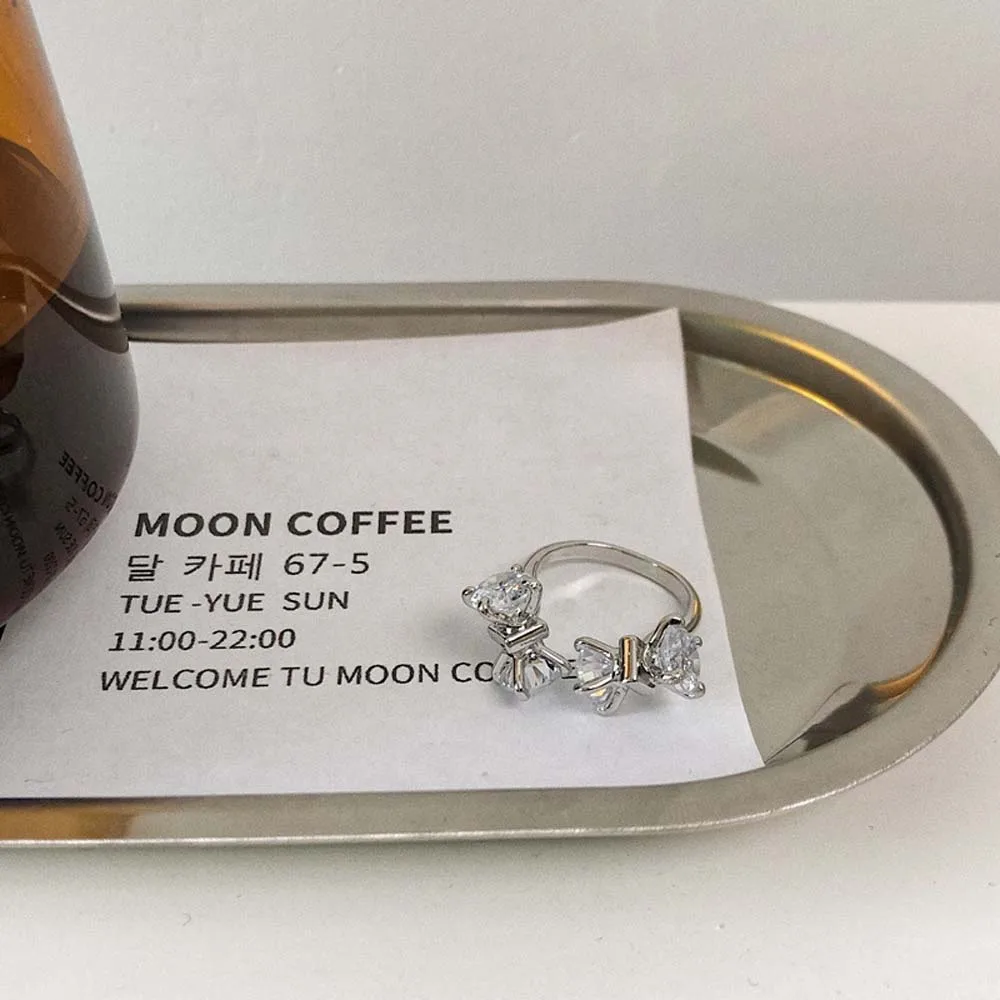 MOON COFFEE
달 카페 67-5
TUE -YUE SUN
11:00-22:00
WELCOME TU MOON CO